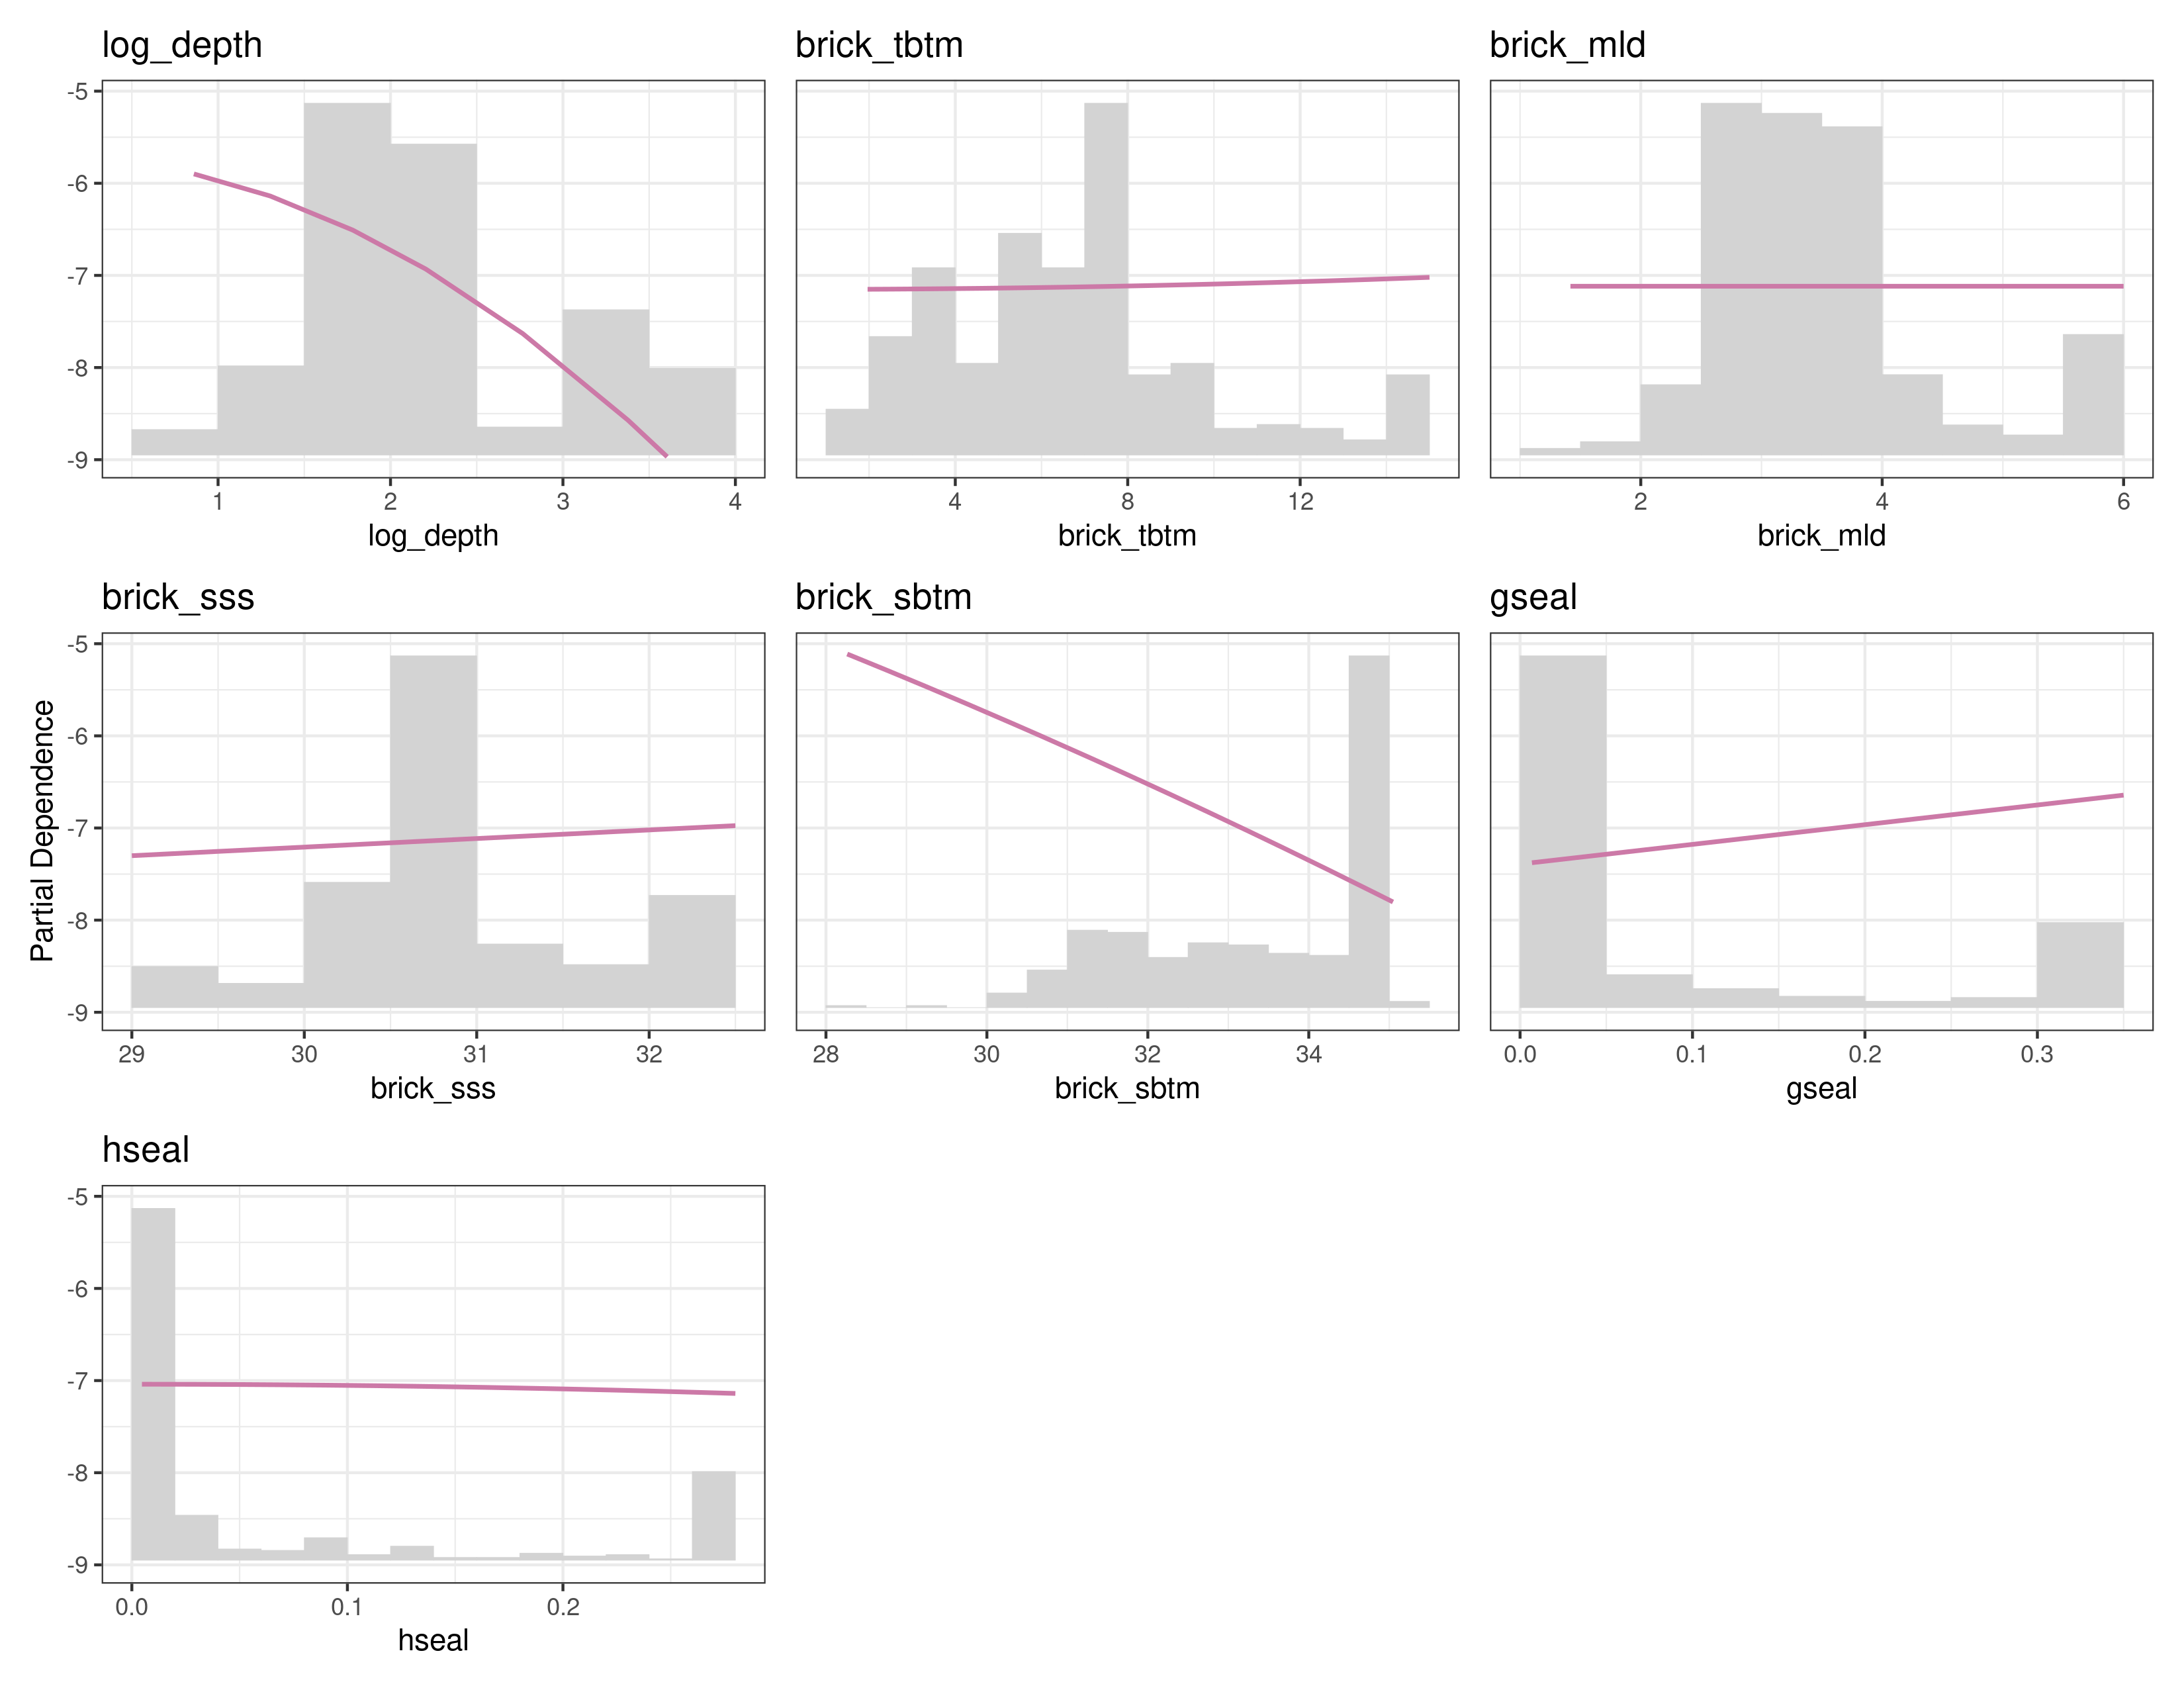 log_depth
brick_tbtm
brick_mld
-5
-6
-7
-8
-9
1 2 3 4
4 8 12
2 4 6
log_depth
brick_tbtm
brick_mld
brick_sss
brick_sbtm
gseal
Partial Dependence
-5
-6
-7
-8
-9
29 30 31 32
28 30 32 34
0.0 0.1 0.2 0.3
brick_sss
brick_sbtm
gseal
hseal
-5
-6
-7
-8
-9
0.0 0.1 0.2
hseal